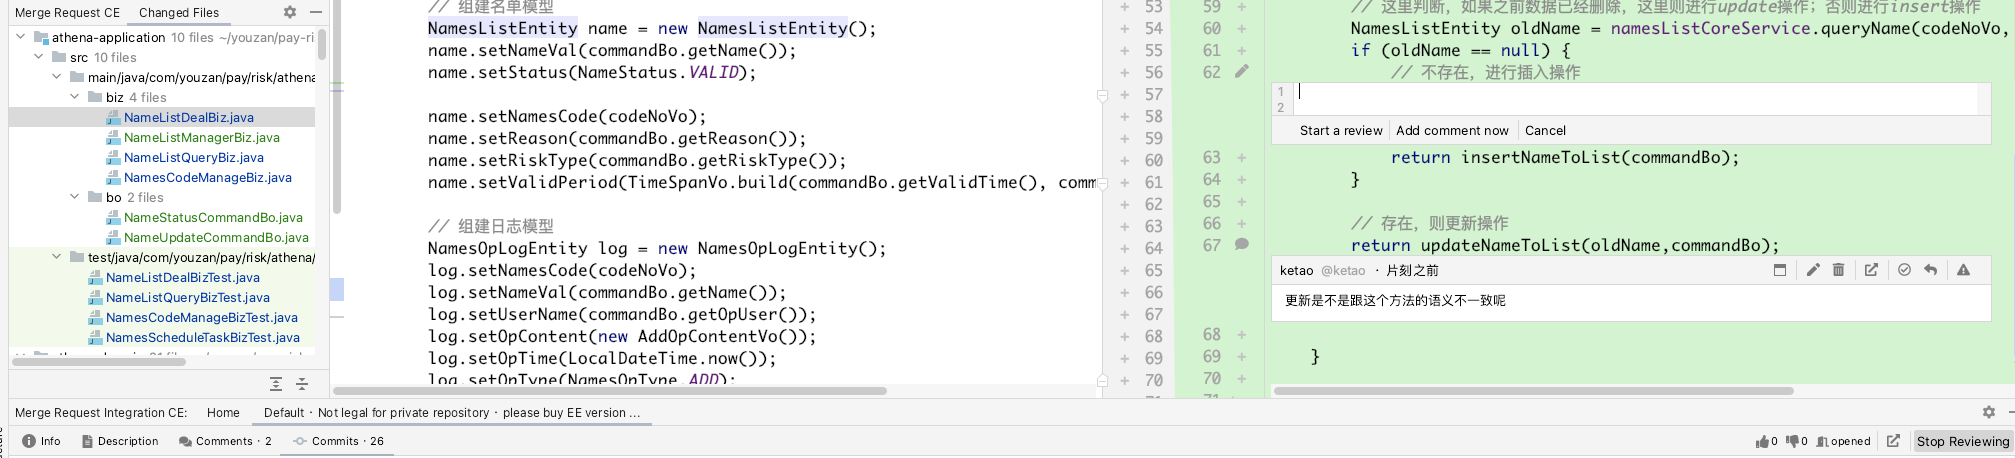 Merge Request CE
Changed Files
athena-application 10 files ~/youzan/pay-ri
src 10 files
main/java/com/youzan/pay/risk/athena
biz 4 files
NameListDealBiz.java
NameListManagerBiz.java
NameListQueryBiz.java
NamesCodeManageBiz.java
bo 2 files
NameStatusCommandBo.java
NameUpdateCommandBo.java
test/java/com/youzan/pay/risk/athena/
NameListDealBizTest.java
NameListQueryBizTest.java
NamesCodeManageBizTest.java
NamesScheduleTaskBizTest.java
// 组建名单模型
NamesListEntity name = new NamesListEntity();
name.setNameVal(commandBo.getName());
name.setStatus(NameStatus.VALID);
name.setNamesCode(codeNoVo);
name.setReason(commandBo.getReason());
name.setRiskType(commandBo.getRiskType());
name.setValidPeriod(TimeSpanVo.build(commandBo.getValidTime(), comm
// 组建日志模型
NamesOpLogEntity log = new NamesOpLogEntity();
log.setNamesCode(codeNoVo);
log.setNameVal(commandBo.getName());
log.setUserName(commandBo.getOpUser());
log.setOpContent(new AddOpContentVo());
log.setOpTime(LocalDateTime.now());
log.setOpType(NamesOpType.ADD);
+ 53
+ 54
+ 55
+ 56
+ 57
+ 58
+ 59
+ 60
+ 61
+ 62
+ 63
+ 64
+ 65
+ 66
+ 67
+ 68
+ 69
+ 70
59 + // 这里判断，如果之前数据已经删除，这里则进行update操作；否则进行insert操作
60 + NamesListEntity oldName = namesListCoreService.queryName(codeNoVo,
61 + if (oldName == null) {
62 // 不存在，进行插入操作
1
2
Start a review Add comment now Cancel
63 + return insertNameToList(commandBo);
64 + }
65 +
66 + // 存在，则更新操作
67 return updateNameToList(oldName,commandBo);
ketao @ketao · 片刻之前
更新是不是跟这个方法的语义不一致呢
68 +
69 + }
70 +
71
Merge Request Integration CE: Home Default · Not legal for private repository · please buy EE version ...
Info Description Comments · 2 Commits · 26
0 0 opened Stop Reviewing